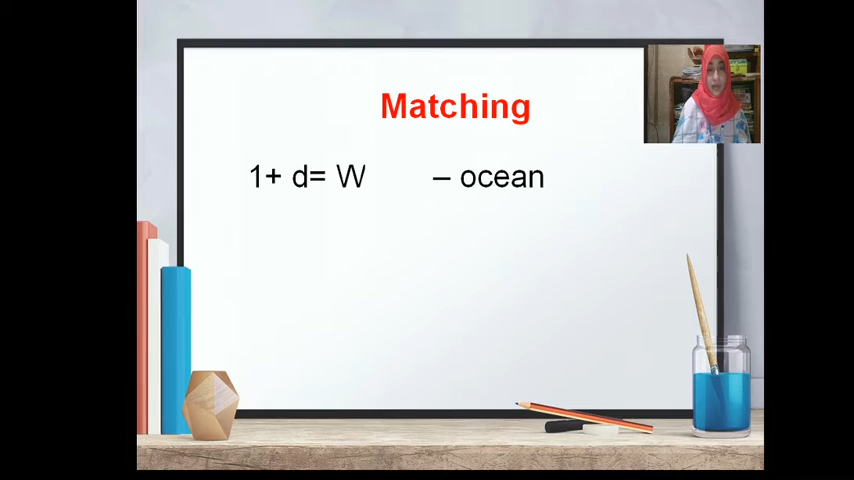 Matching
1+ d= W – ocean